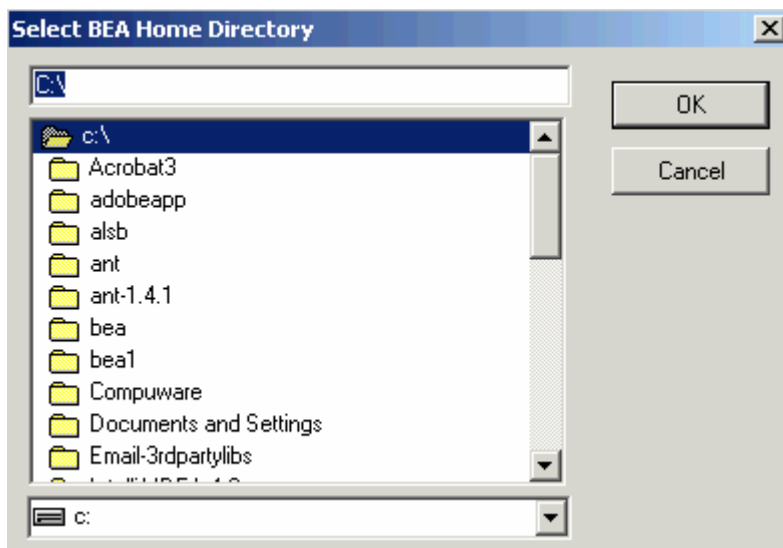 Select BEA Home Directory
C:\
OK
c:\
Acrobat3
Cancel
adobeapp
alsb
ant
ant-1.4.1
bea
bea1
Compuware
Documents and Settings
Email-3rdpartylibs
c: